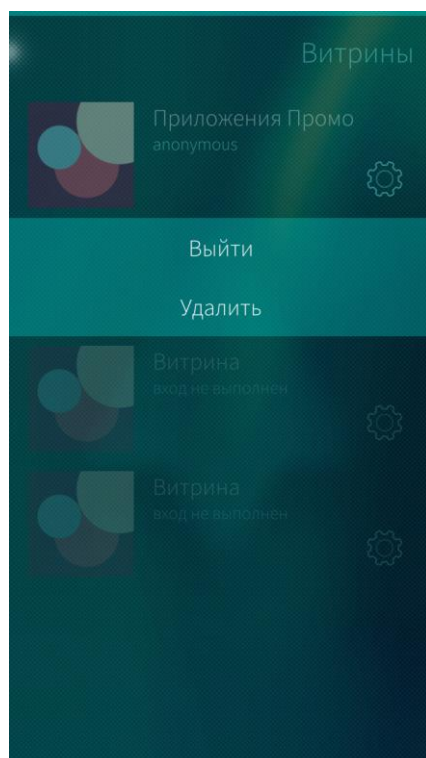 Витрины
Приложения Промо
anonymous
Выйти
Удалить
Витрина
вход не выполнен
Витрина
вход не выполнен